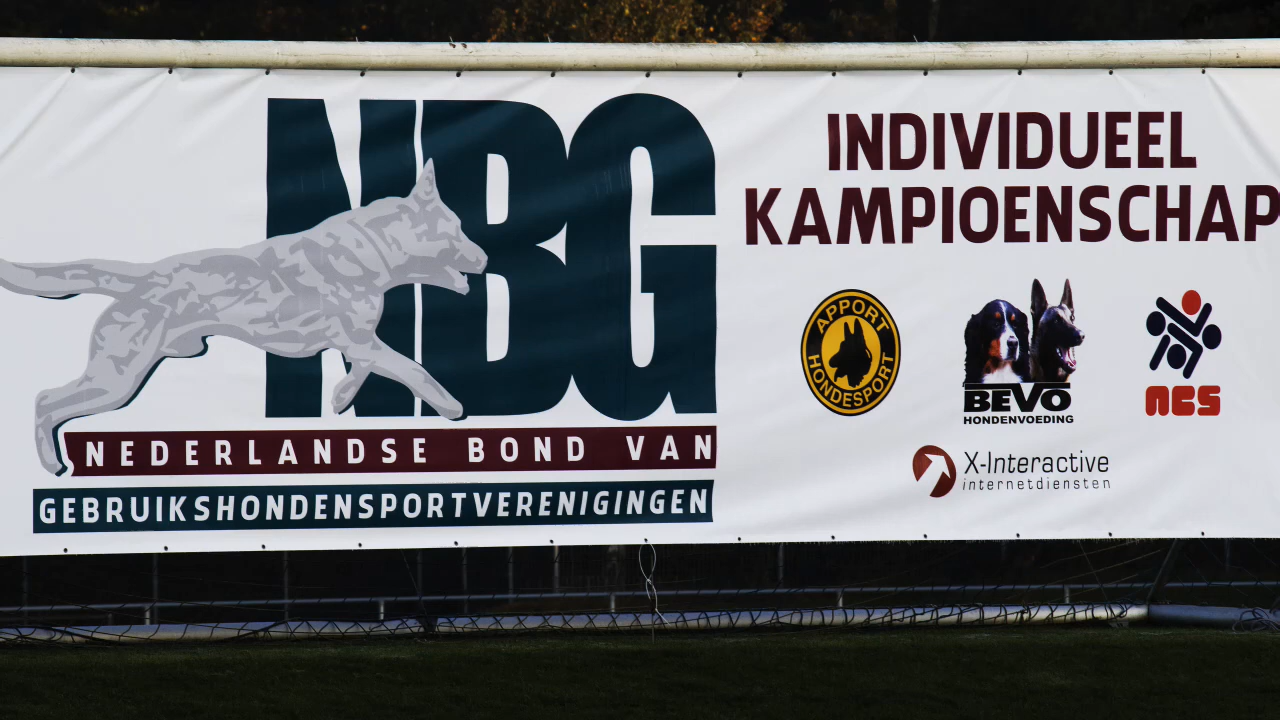 NBG
NEDERLANDSE BOND VAN
GEBRUIKSHONDENSPORTVERENIGINGEN
INDIVIDUEEL
KAMPIOENSCHAP
APPORT
HONDESPORT
BEVO
HONDENVOEDING
NCS
X-Interactive
internetdiensten